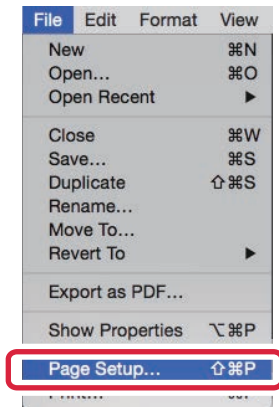 File Edit Format View
New ⌘N
Open... ⌘O
Open Recent ▶
Close ⌘W
Save... ⌘S
Duplicate ⇧⌘S
Rename...
Move To...
Revert To ▶
Export as PDF...
Show Properties ⌥⌘P
Page Setup... ⇧⌘P